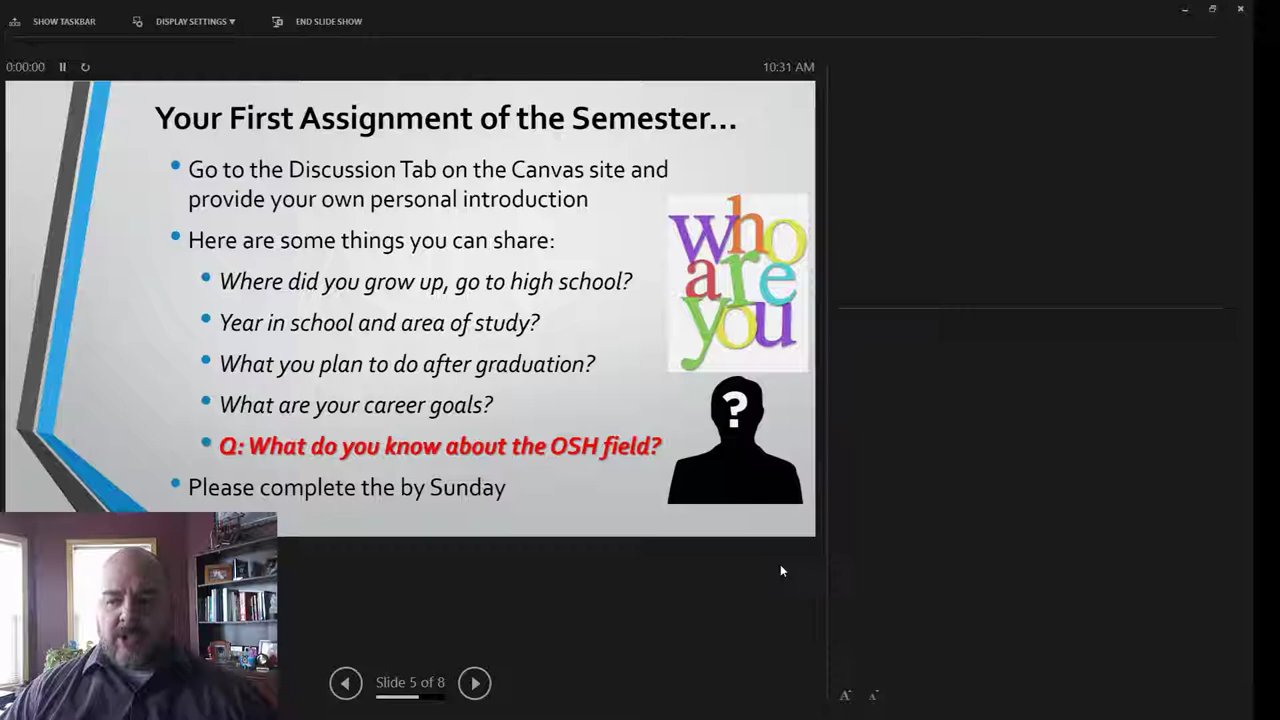 SHOW TASKBAR
DISPLAY SETTINGS ▼
END SLIDE SHOW
0:00:00
10:31 AM
Your First Assignment of the Semester...
• Go to the Discussion Tab on the Canvas site and
provide your own personal introduction
• Here are some things you can share:
• Where did you grow up, go to high school?
• Year in school and area of study?
• What you plan to do after graduation?
• What are your career goals?
• Q: What do you know about the OSH field?
• Please complete the by Sunday
who
are
you
?
Slide 5 of 8
A
A